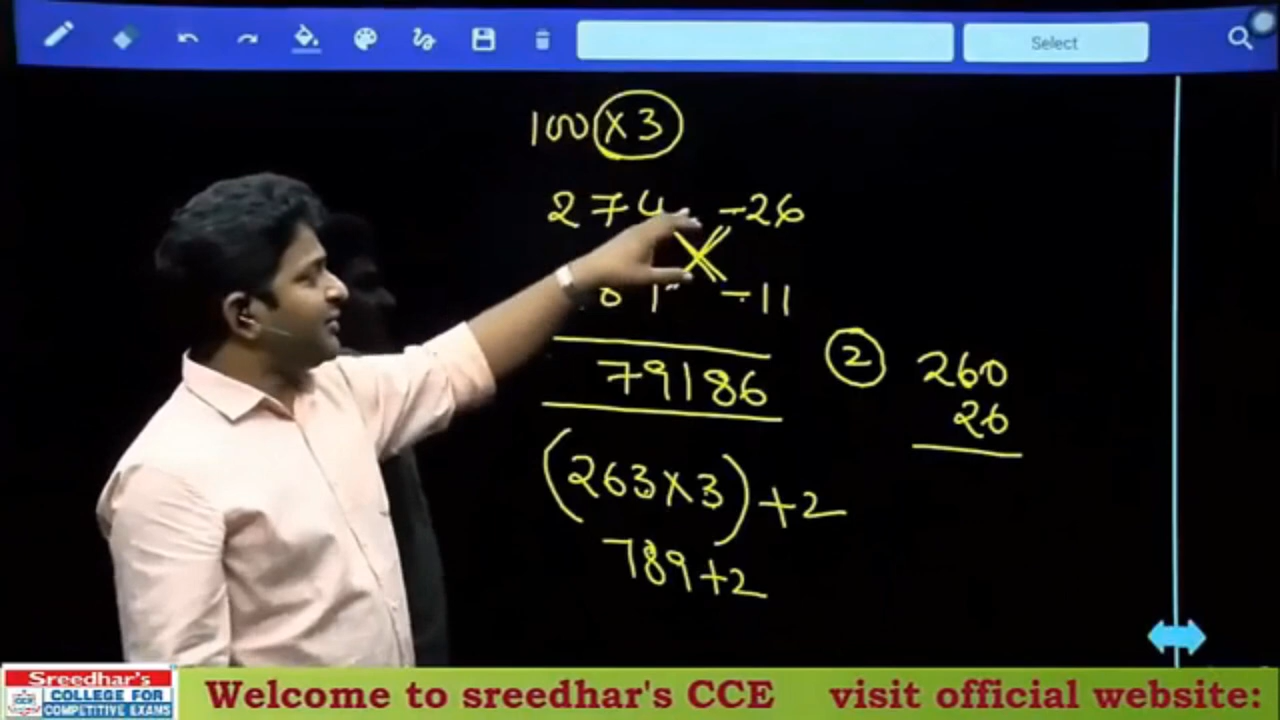 Select
100 × 3
274 -26
-11
79186
② 260
26
(263×3)+2
789+2
Sreedhar's
CCE
COLLEGE FOR
COMPETITIVE EXAMS
Welcome to sreedhar's CCE visit official website: